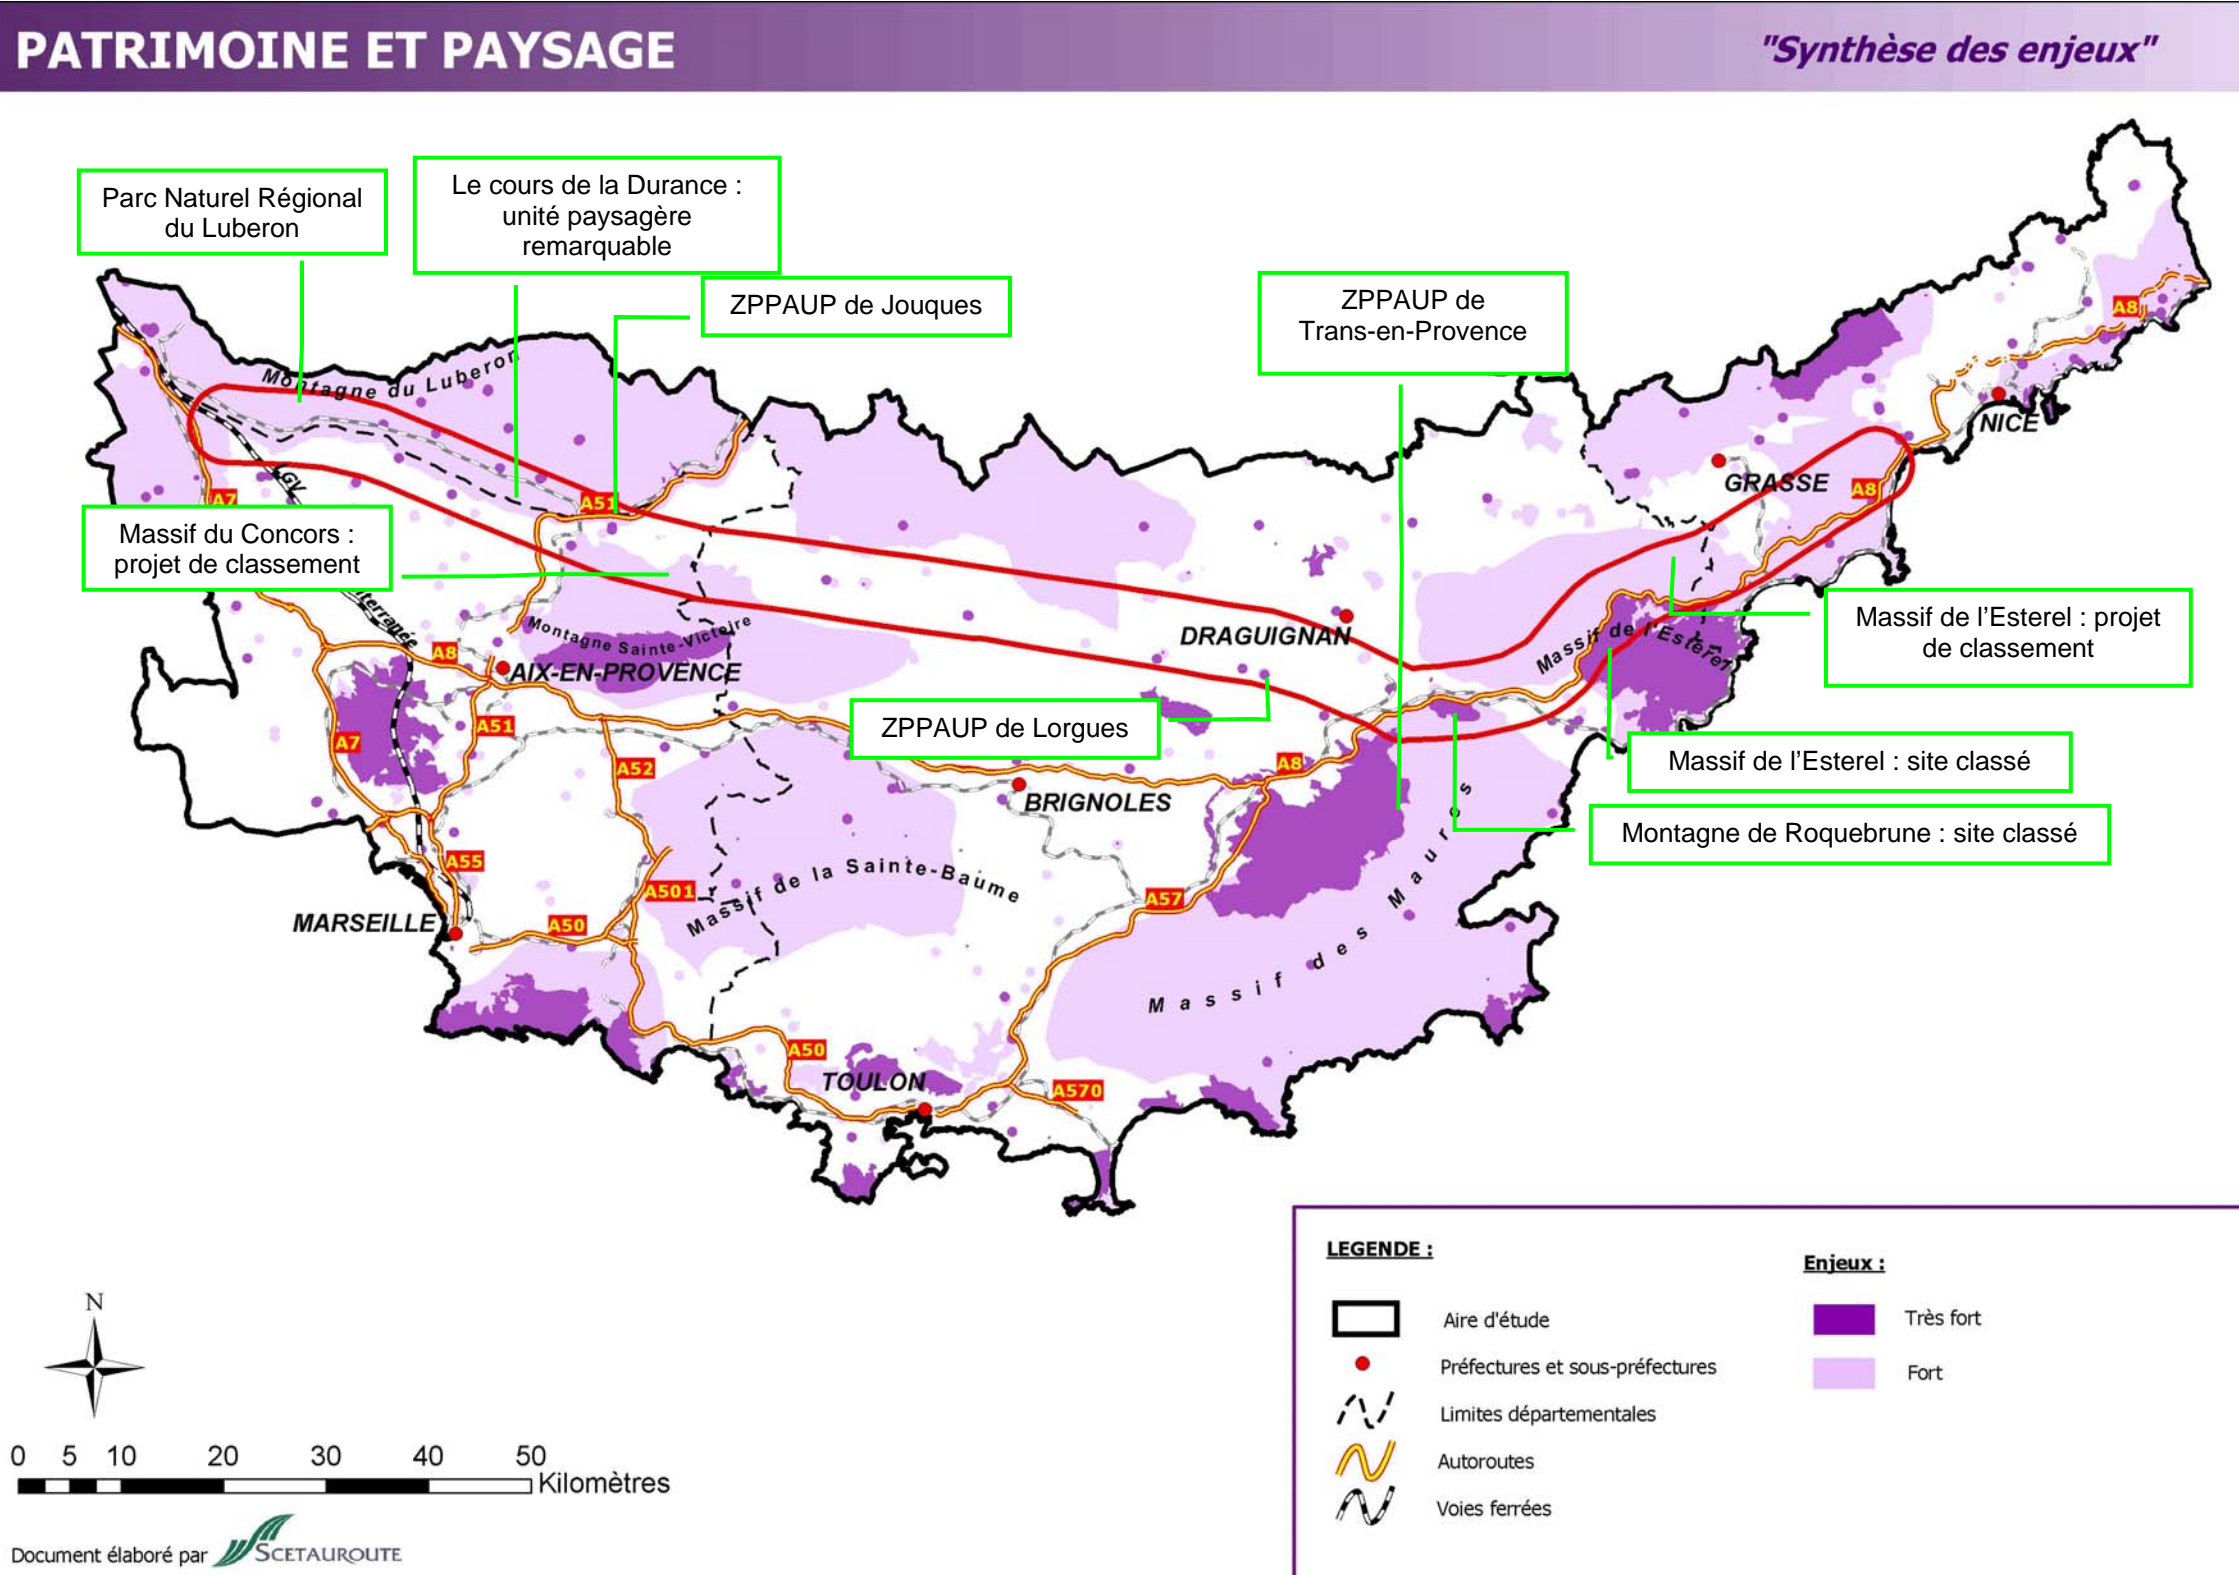 PATRIMOINE ET PAYSAGE
"Synthèse des enjeux"
Parc Naturel Régional
du Luberon
Le cours de la Durance :
unité paysagère
remarquable
ZPPAUP de Jouques
ZPPAUP de
Trans-en-Provence
Montagne du Luberon
A8
NICE
GRASSE
A8
A7
LGV
A51
Massif du Concors :
projet de classement
Montagne Sainte-Victoire
A8
AIX-EN-PROVENCE
DRAGUIGNAN
Massif de l'Esterel
Massif de l'Esterel : projet
de classement
ZPPAUP de Lorgues
A51
A7
A52
A8
Massif de l'Esterel : site classé
BRIGNOLES
Montagne de Roquebrune : site classé
A55
A501
Massif de la Sainte-Baume
A57
MARSEILLE
A50
Massif des Maures
A50
TOULON
A570
LEGENDE :
Aire d'étude
Préfectures et sous-préfectures
Limites départementales
Autoroutes
Voies ferrées
Enjeux :
Très fort
Fort
N
0 5 10 20 30 40 50
Kilomètres
Document élaboré par SCETAUROUTE